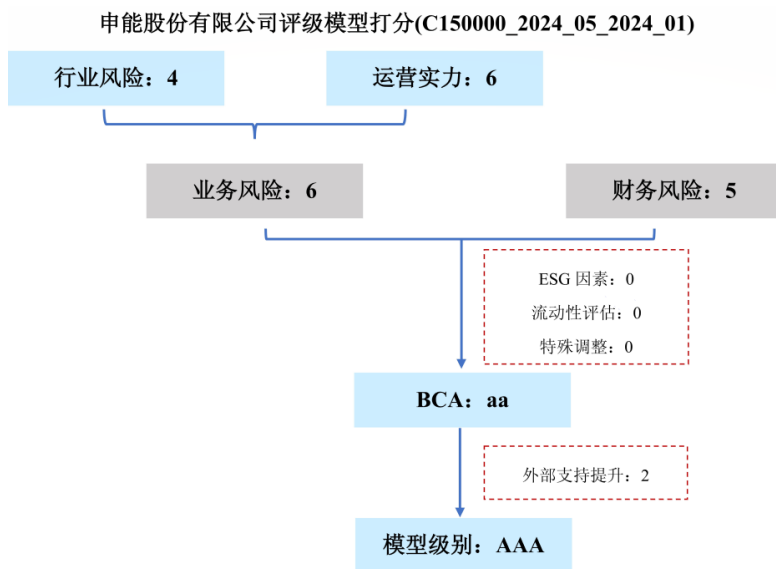 申能股份有限公司评级模型打分(C150000_2024_05_2024_01)
行业风险：4
运营实力：6
业务风险：6
财务风险：5
ESG 因素：0
流动性评估：0
特殊调整：0
BCA：aa
外部支持提升：2
模型级别：AAA